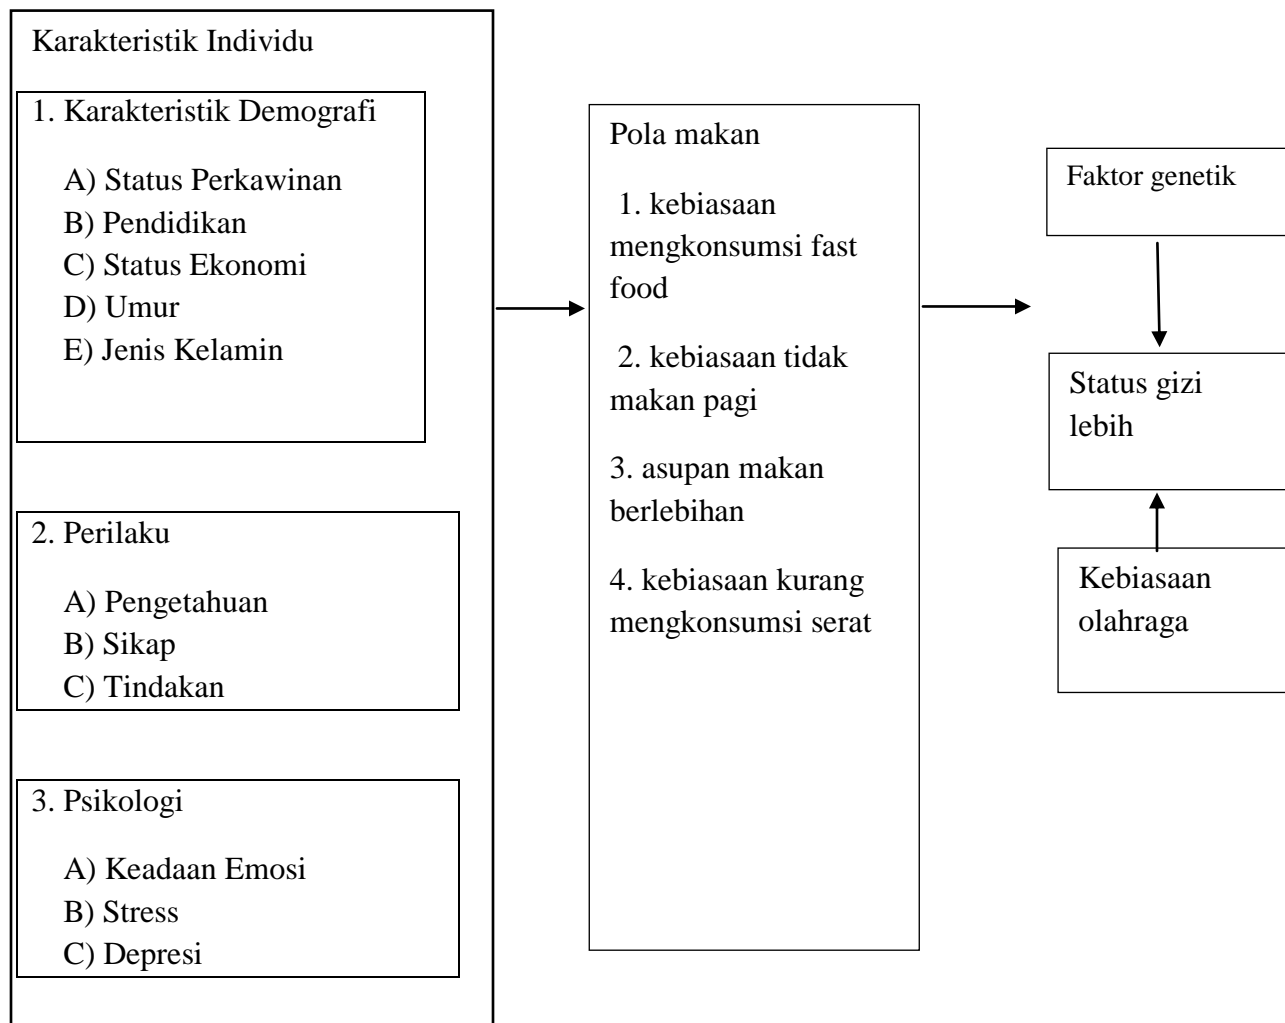 Karakteristik Individu
1. Karakteristik Demografi
A) Status Perkawinan
B) Pendidikan
C) Status Ekonomi
D) Umur
E) Jenis Kelamin
2. Perilaku
A) Pengetahuan
B) Sikap
C) Tindakan
3. Psikologi
A) Keadaan Emosi
B) Stress
C) Depresi
Pola makan
1. kebiasaan
mengkonsumsi fast
food
2. kebiasaan tidak
makan pagi
3. asupan makan
berlebihan
4. kebiasaan kurang
mengkonsumsi serat
Faktor genetik
Status gizi
lebih
Kebiasaan
olahraga